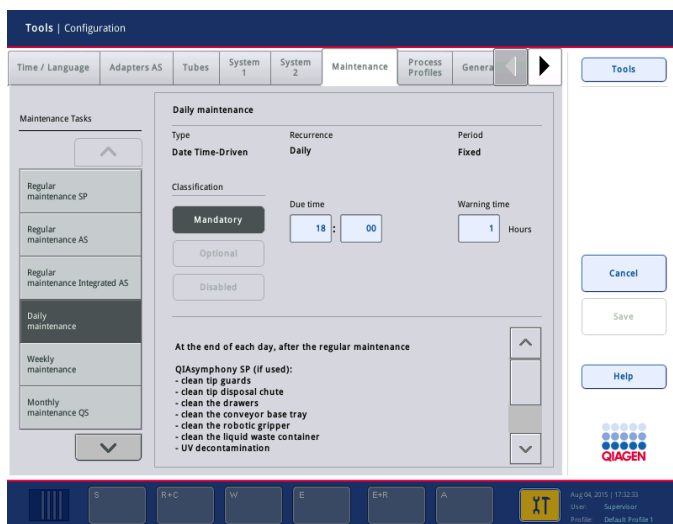 Tools | Configuration
Time / Language
Adapters AS
Tubes
System
1
System
2
Maintenance
Process
Profiles
Genera
Tools
Maintenance Tasks
Regular
maintenance SP
Regular
maintenance AS
Regular
maintenance Integrated AS
Daily
maintenance
Weekly
maintenance
Monthly
maintenance QS
Daily maintenance
Type
Recurrence
Period
Date Time-Driven
Daily
Fixed
Classification
Mandatory
Optional
Disabled
Due time
18 : 00
Warning time
1 Hours
At the end of each day, after the regular maintenance
QIAsymphony SP (if used):
- clean tip guards
- clean tip disposal chute
- clean the drawers
- clean the conveyor base tray
- clean the robotic gripper
- clean the liquid waste container
- UV decontamination
Cancel
Save
Help
QIAGEN
S
R+C
W
E
E+R
A
Aug 04, 2015 | 17:32:33
User: Supervisor
Profile: Default Profile 1